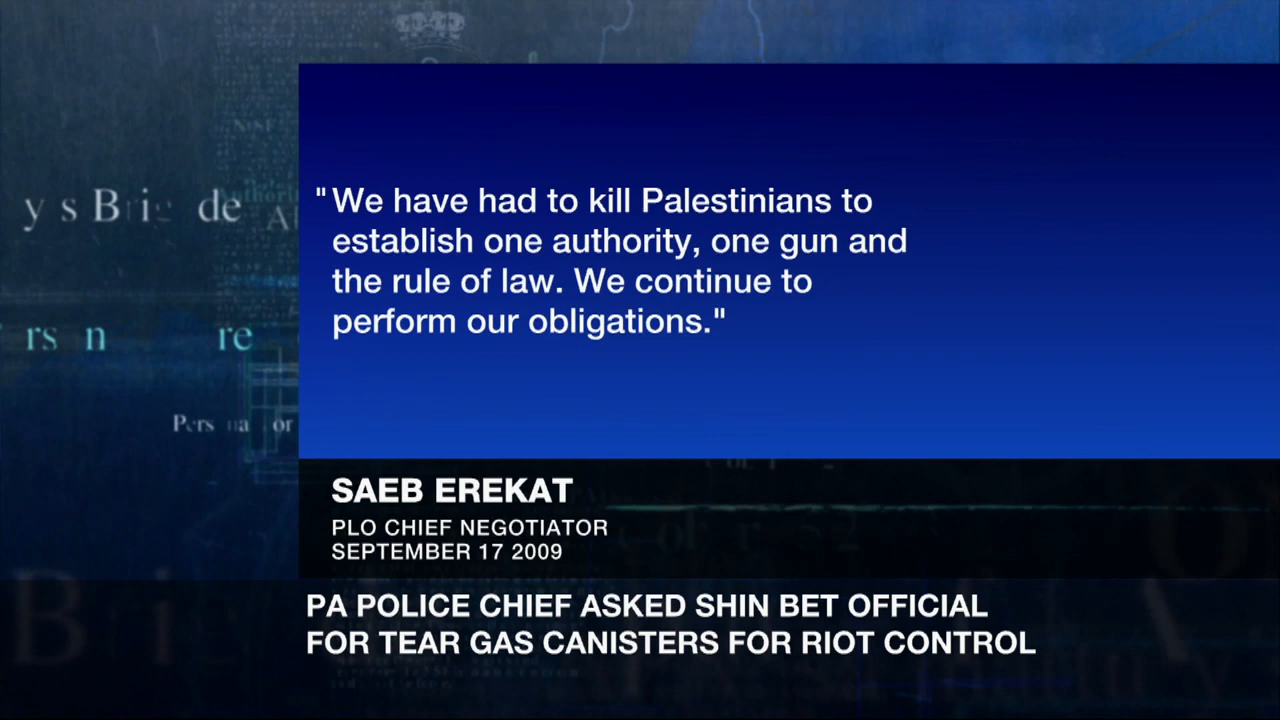 "We have had to kill Palestinians to
establish one authority, one gun and
the rule of law. We continue to
perform our obligations."
SAEB EREKAT
PLO CHIEF NEGOTIATOR
SEPTEMBER 17 2009
PA POLICE CHIEF ASKED SHIN BET OFFICIAL
FOR TEAR GAS CANISTERS FOR RIOT CONTROL